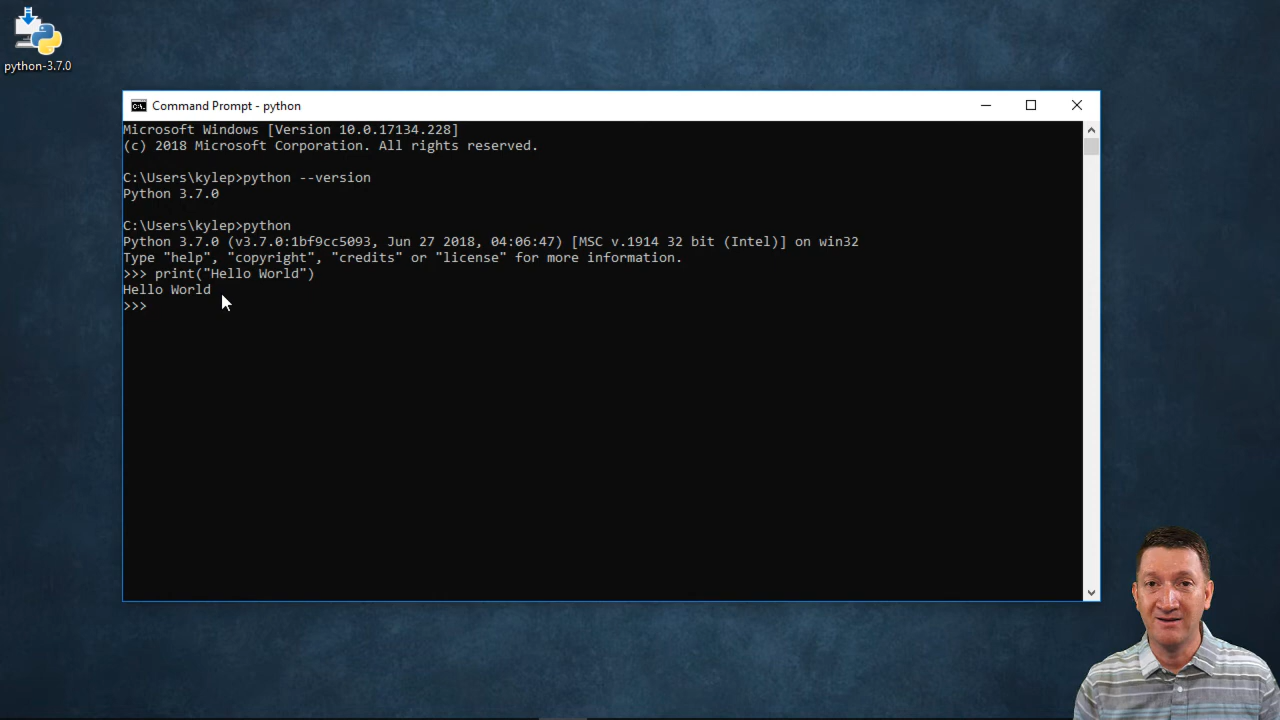 python-3.7.0
Command Prompt - python
Microsoft Windows [Version 10.0.17134.228]
(c) 2018 Microsoft Corporation. All rights reserved.
C:\Users\kylep>python --version
Python 3.7.0
C:\Users\kylep>python
Python 3.7.0 (v3.7.0:1bf9cc5093, Jun 27 2018, 04:06:47) [MSC v.1914 32 bit (Intel)] on win32
Type "help", "copyright", "credits" or "license" for more information.
>>> print("Hello World")
Hello World
>>>